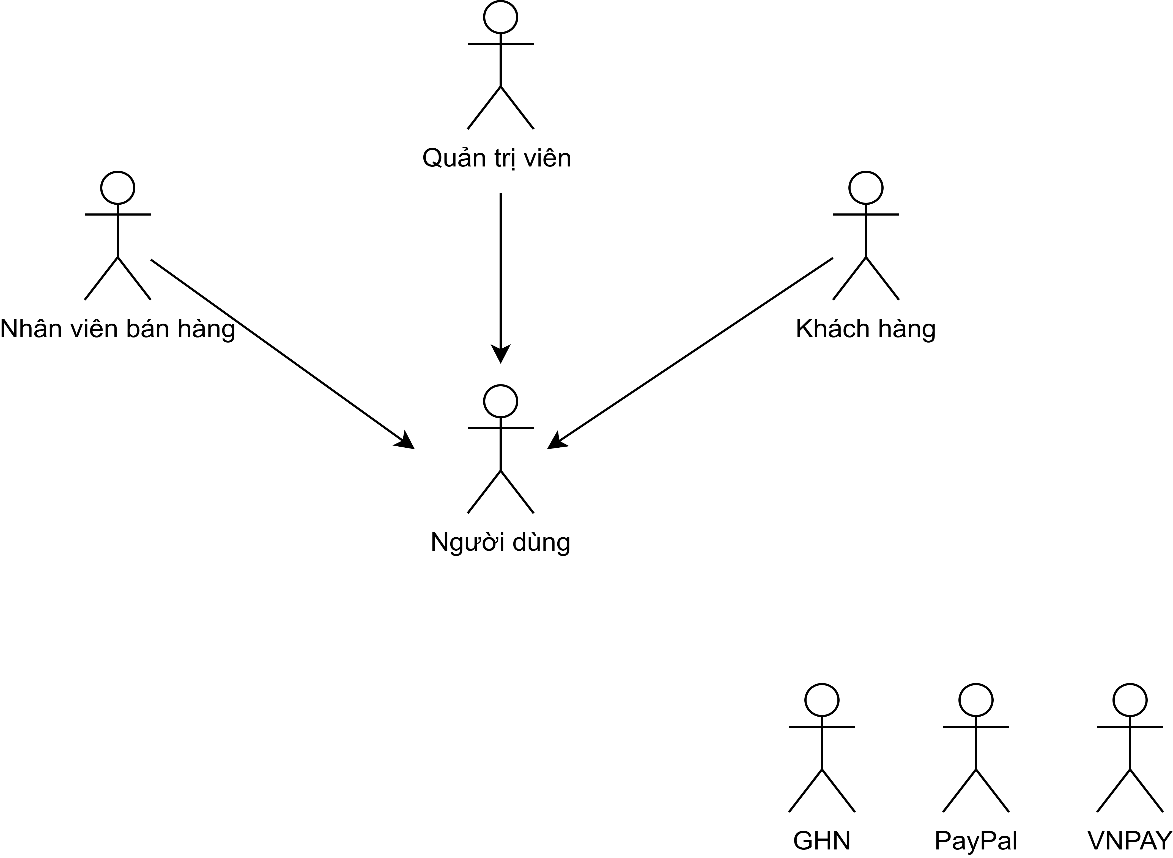 Quản trị viên
Nhân viên bán hàng
Khách hàng
Người dùng
GHN
PayPal
VNPAY